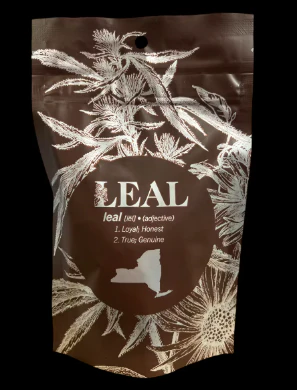 LEAL
leal (lēl) • (adjective)
1. Loyal; Honest
2. True; Genuine